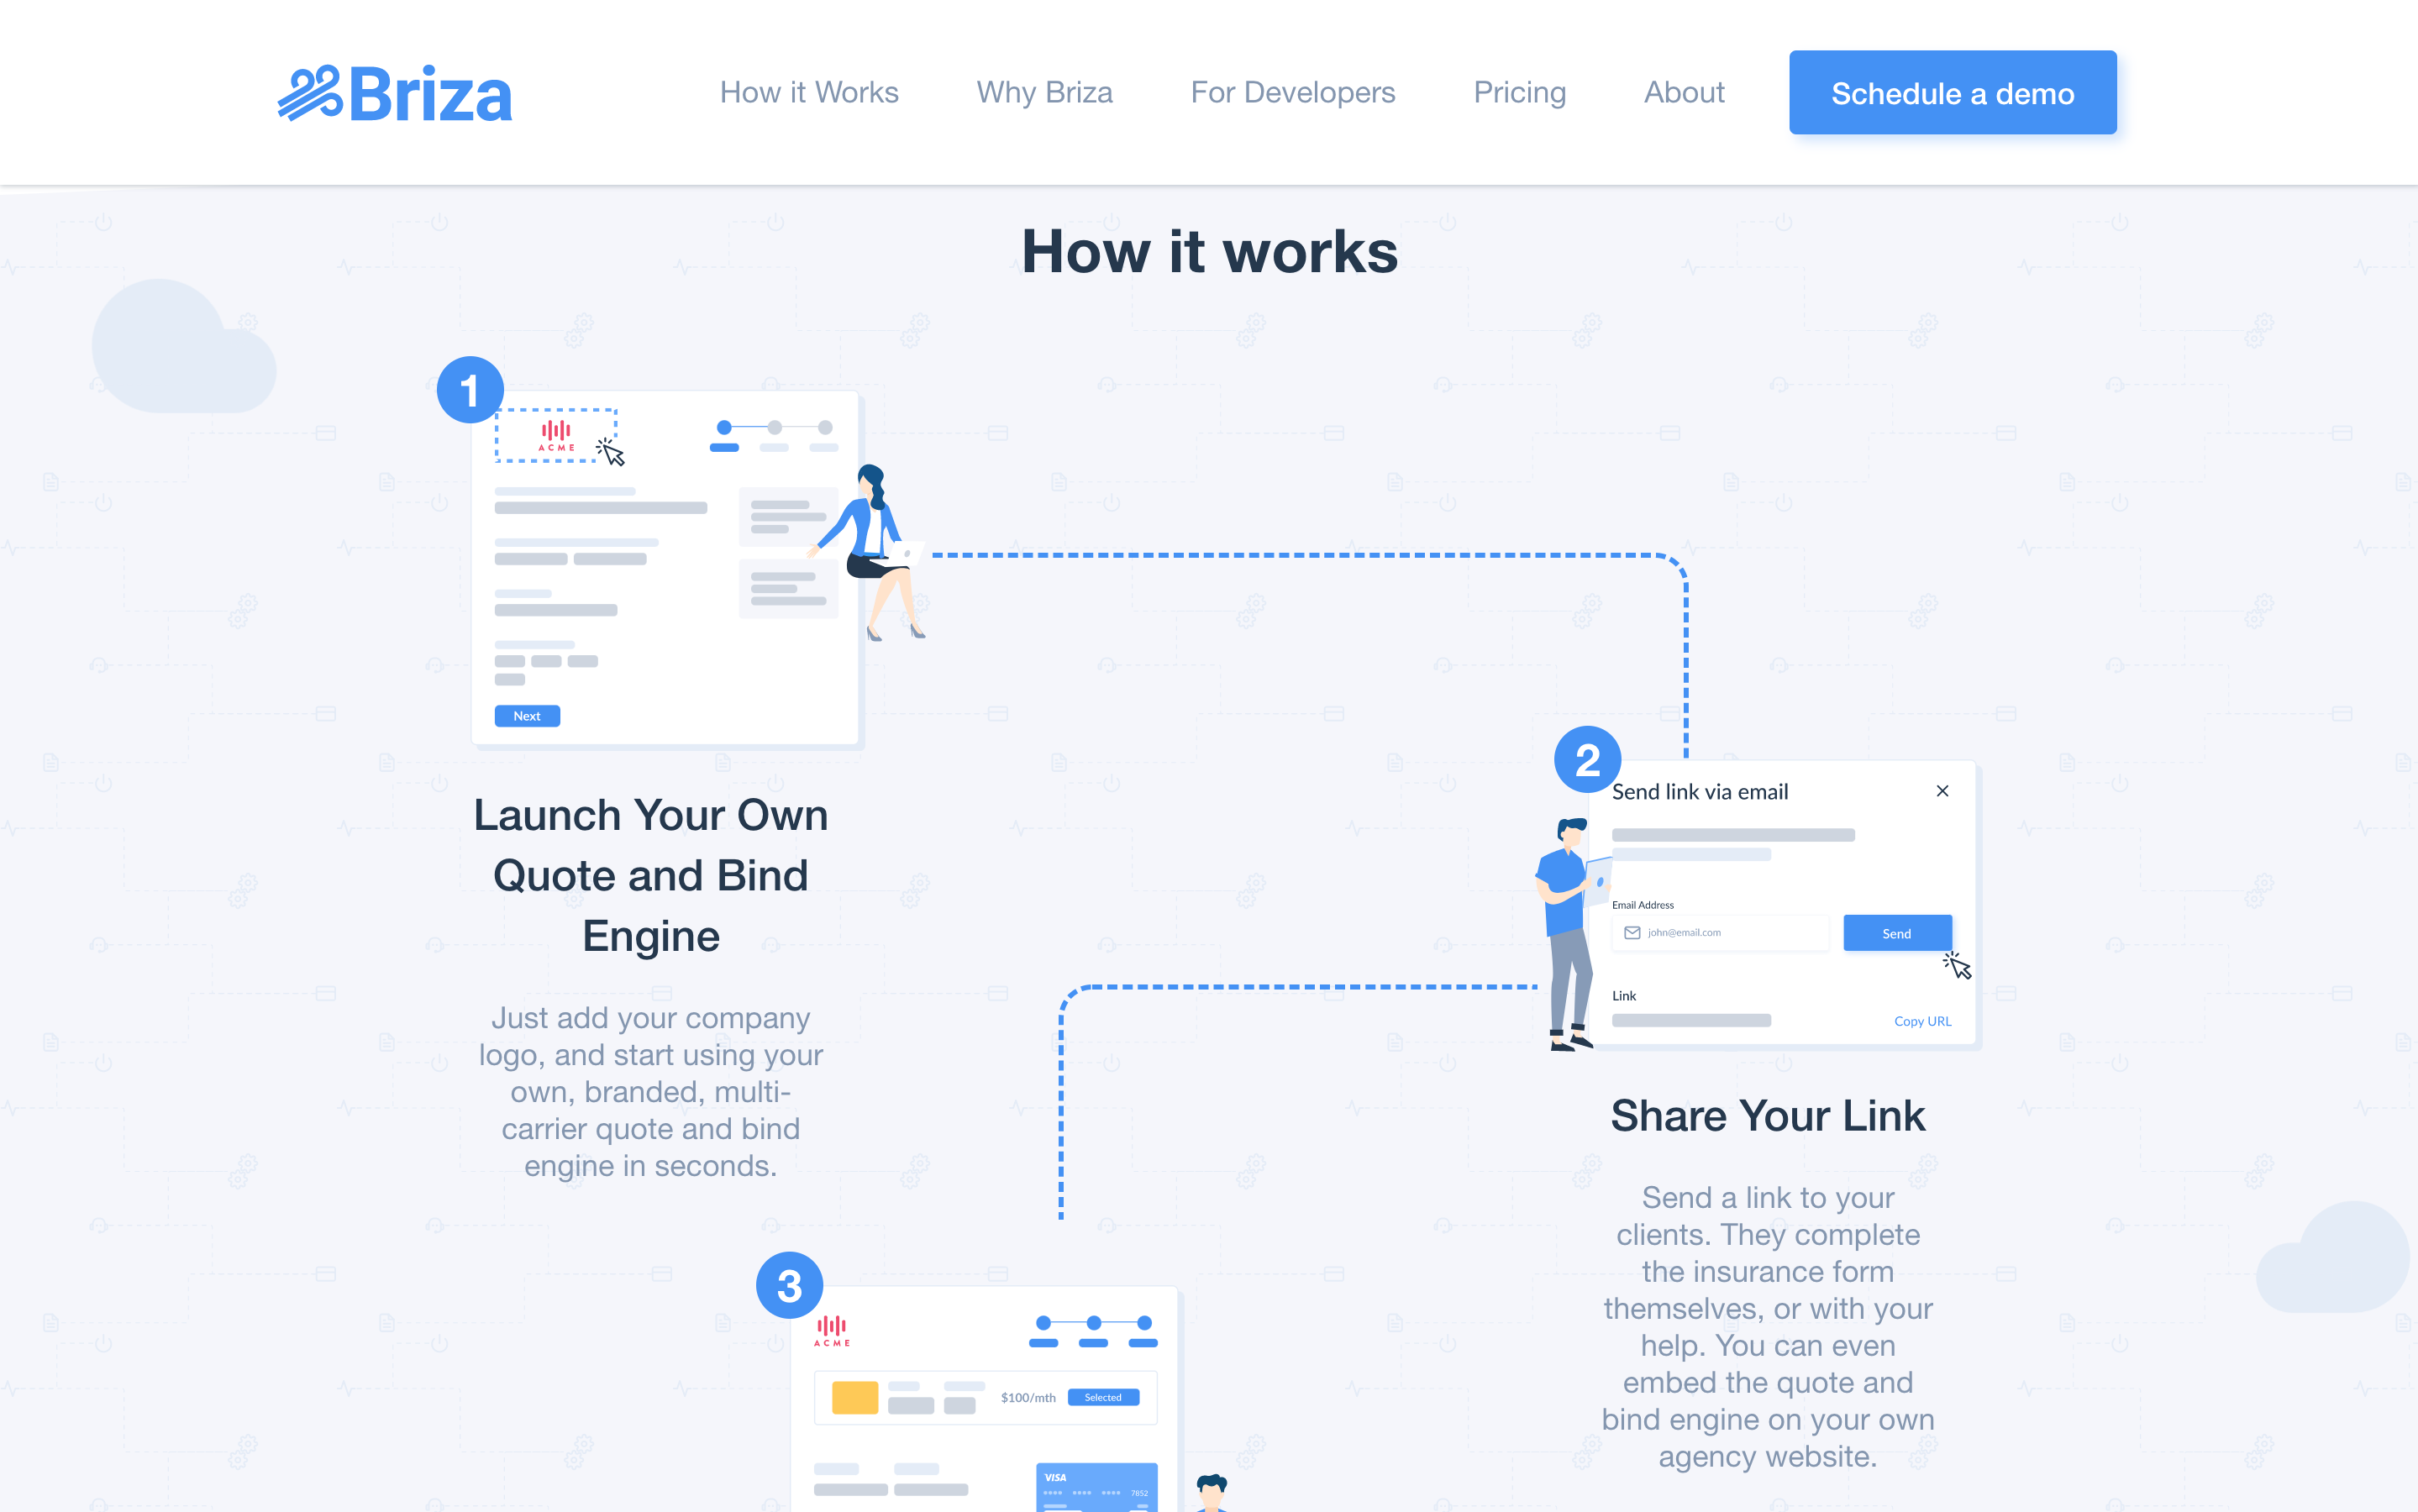 Briza
How it Works
Why Briza
For Developers
Pricing
About
Schedule a demo
How it works
1
ACME
Next
Launch Your Own
Quote and Bind
Engine
Just add your company
logo, and start using your
own, branded, multi-
carrier quote and bind
engine in seconds.
2
Send link via email
Email Address
john@email.com
Send
Link
Copy URL
Share Your Link
Send a link to your
clients. They complete
the insurance form
themselves, or with your
help. You can even
embed the quote and
bind engine on your own
agency website.
3
ACME
$100/mth
Selected
VISA
7852